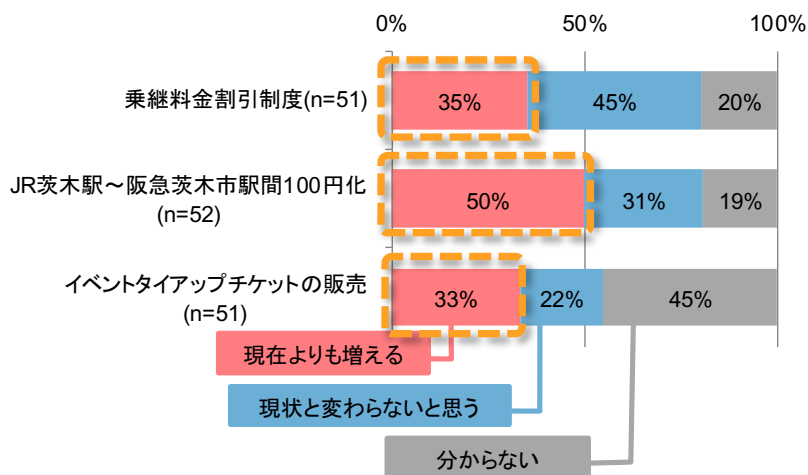 0% 50% 100%
乗継料金割引制度(n=51)
35% 45% 20%
JR茨木駅～阪急茨木市駅間100円化
(n=52)
50% 31% 19%
イベントタイアップチケットの販売
(n=51)
33% 22% 45%
現在よりも増える
現状と変わらないと思う
分からない